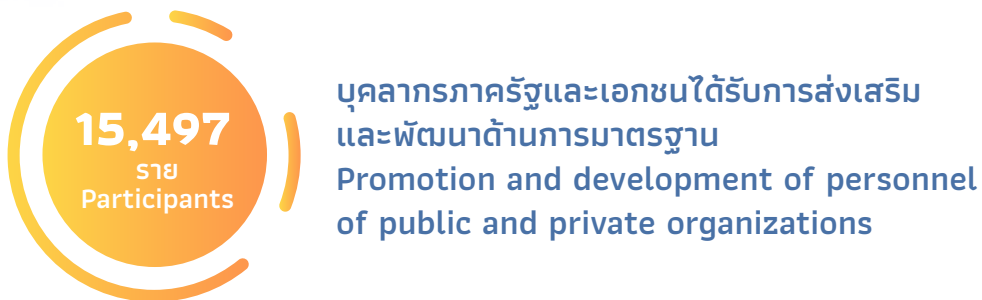 15,497
ราย
Participants
บุคลากรภาครัฐและเอกชนได้รับการส่งเสริม
และพัฒนาด้านการมาตรฐาน
Promotion and development of personnel
of public and private organizations